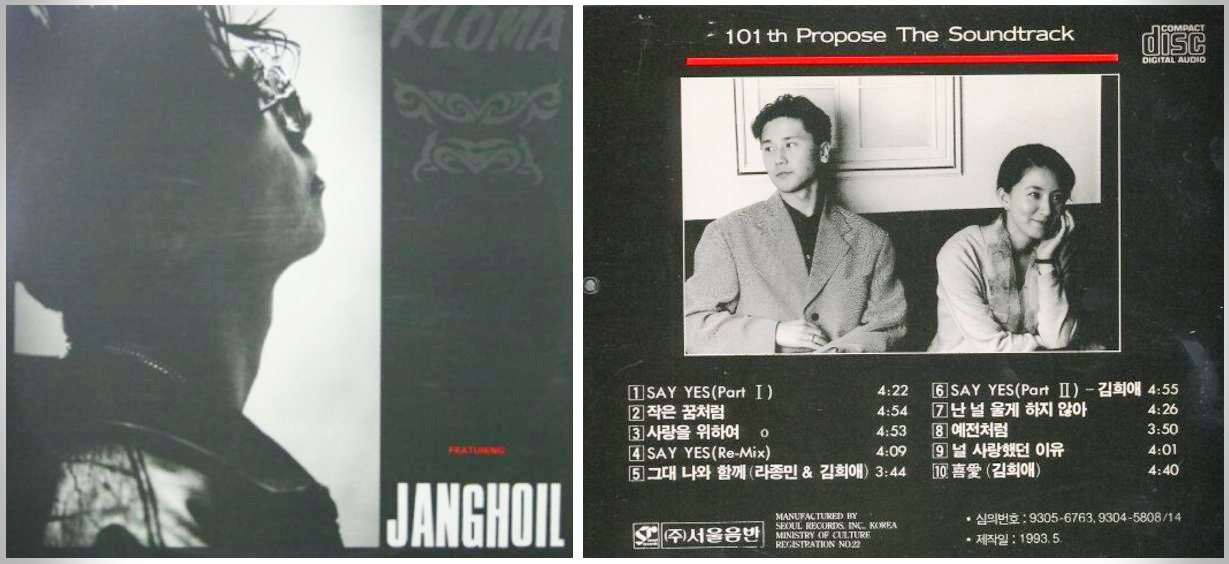 KLOMA
FEATURING
JANGHOIL
101th Propose The Soundtrack
COMPACT
disc
DIGITAL AUDIO
1 SAY YES(Part Ⅰ) 4:22
2 작은 꿈처럼 4:54
3 사랑을 위하여 4:53
4 SAY YES(Re-Mix) 4:09
5 그대 나와 함께 (라종민 & 김희애) 3:44
6 SAY YES(Part Ⅱ) - 김희애 4:55
7 난 널 울게 하지 않아 4:26
8 예전처럼 3:50
9 널 사랑했던 이유 4:01
10 喜愛 (김희애) 4:40
(주)서울음반
MANUFACTURED BY
SEOUL RECORDS, INC., KOREA
MINISTRY OF CULTURE
REGISTRATION NO.22
• 심의번호 : 9305-6763, 9304-5808/14
• 제작일 : 1993. 5.